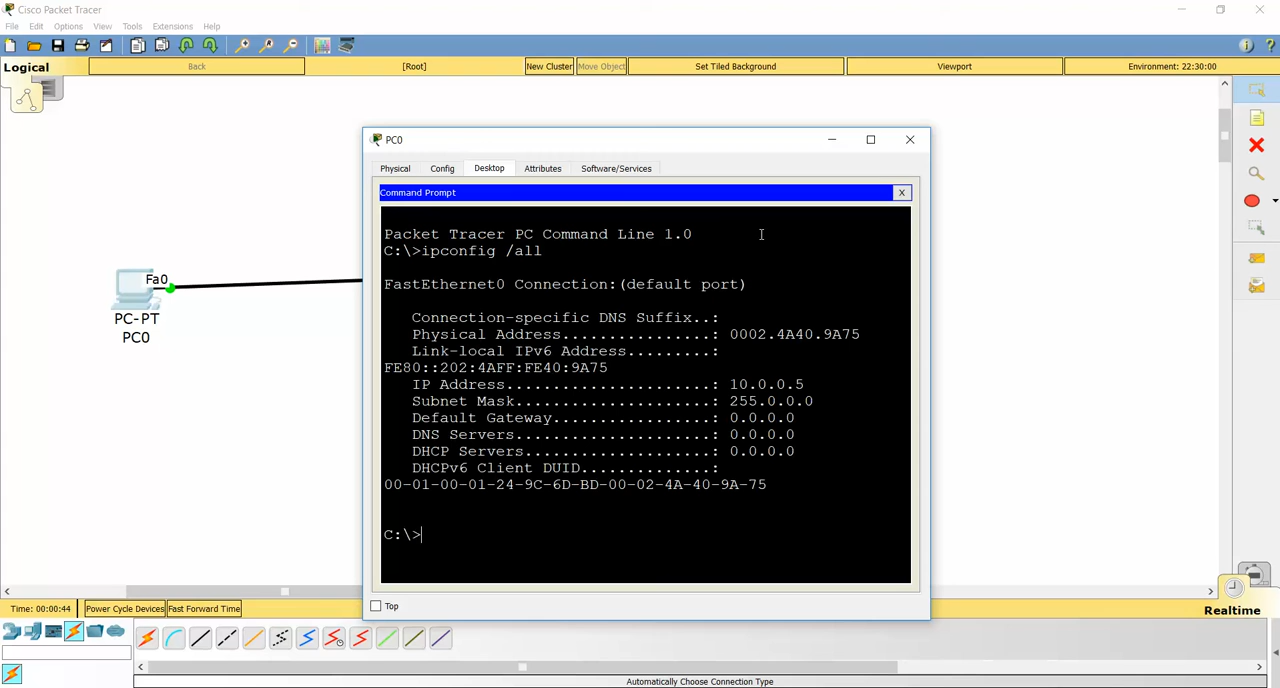 Cisco Packet Tracer
File Edit Options View Tools Extensions Help
Logical
Back
[Root]
New Cluster
Move Object
Set Tiled Background
Viewport
Environment: 22:30:00
PC0
Physical Config Desktop Attributes Software/Services
Command Prompt
X
Packet Tracer PC Command Line 1.0
C:\>ipconfig /all
FastEthernet0 Connection:(default port)
Connection-specific DNS Suffix..:
Physical Address................: 0002.4A40.9A75
Link-local IPv6 Address.........:
FE80::202:4AFF:FE40:9A75
IP Address......................: 10.0.0.5
Subnet Mask.....................: 255.0.0.0
Default Gateway.................: 0.0.0.0
DNS Servers.....................: 0.0.0.0
DHCP Servers....................: 0.0.0.0
DHCPv6 Client DUID..............:
00-01-00-01-24-9C-6D-BD-00-02-4A-40-9A-75
C:\>
Top
Fa0
PC-PT
PC0
Time: 00:00:44
Power Cycle Devices
Fast Forward Time
Realtime
Automatically Choose Connection Type